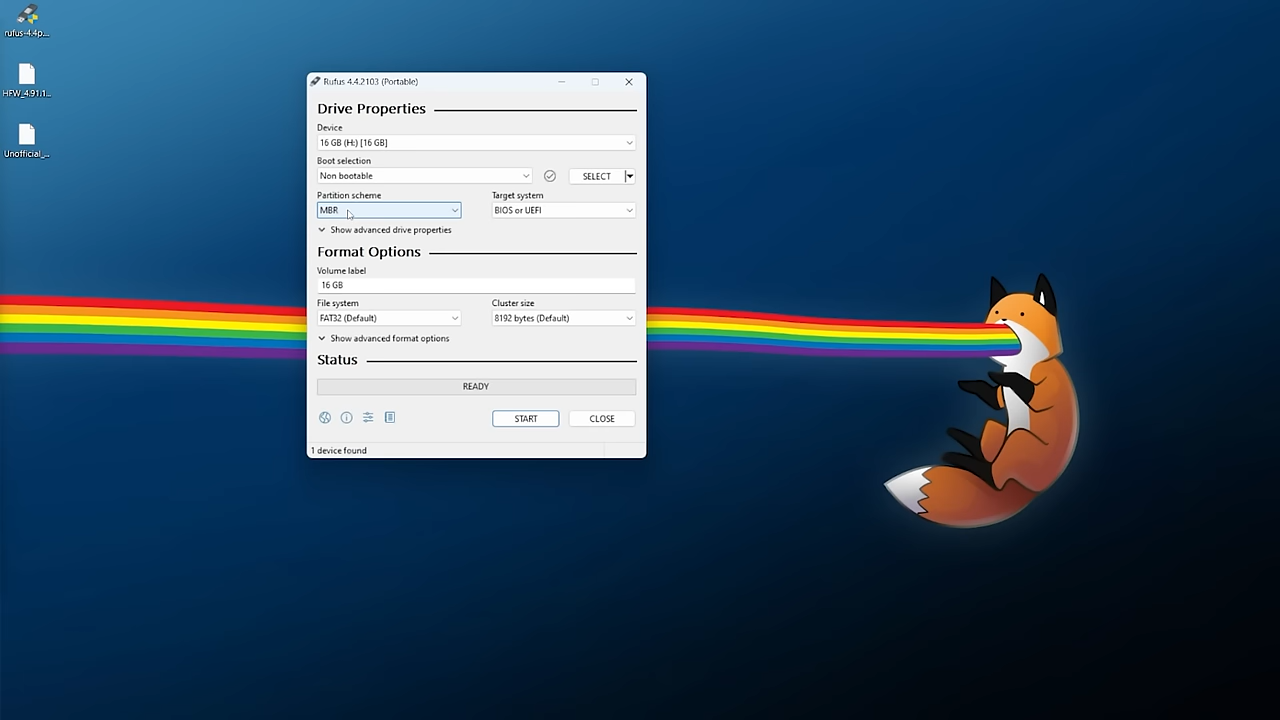 rufus-4.4p...
HFW_4.91.1...
Unofficial_...
Rufus 4.4.2103 (Portable)
Drive Properties
Device
16 GB (H:) [16 GB]
Boot selection
Non bootable
SELECT
Partition scheme
Target system
MBR
BIOS or UEFI
Show advanced drive properties
Format Options
Volume label
16 GB
File system
Cluster size
FAT32 (Default)
8192 bytes (Default)
Show advanced format options
Status
READY
START
CLOSE
1 device found